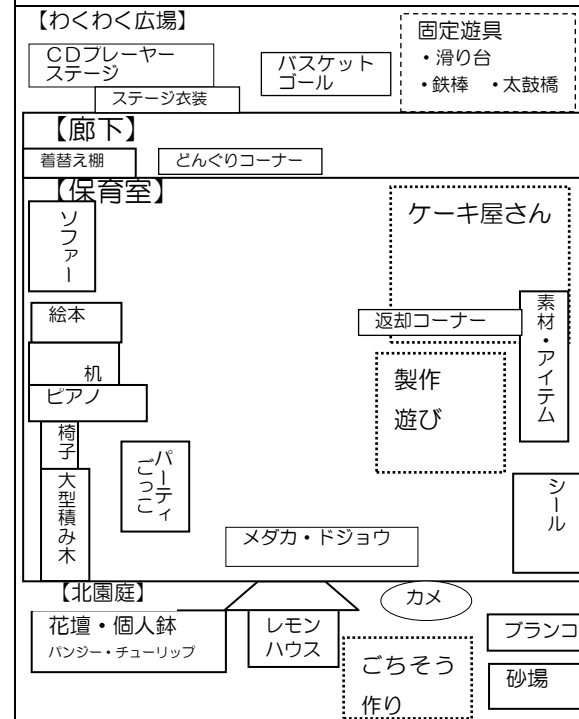 【わくわく広場】
CDプレーヤー
ステージ
ステージ衣装
バスケット
ゴール
固定遊具
・滑り台
・鉄棒 ・太鼓橋
【廊下】
着替え棚
どんぐりコーナー
【保育室】
ソファー
ケーキ屋さん
絵本
返却コーナー
素材・アイテム
机
製作
遊び
ピアノ
椅子
パーティ
ごっこ
大型積み木
シール
メダカ・ドジョウ
【北園庭】
カメ
花壇・個人鉢
パンジー・チューリップ
レモン
ハウス
ブランコ
ごちそう
作り
砂場